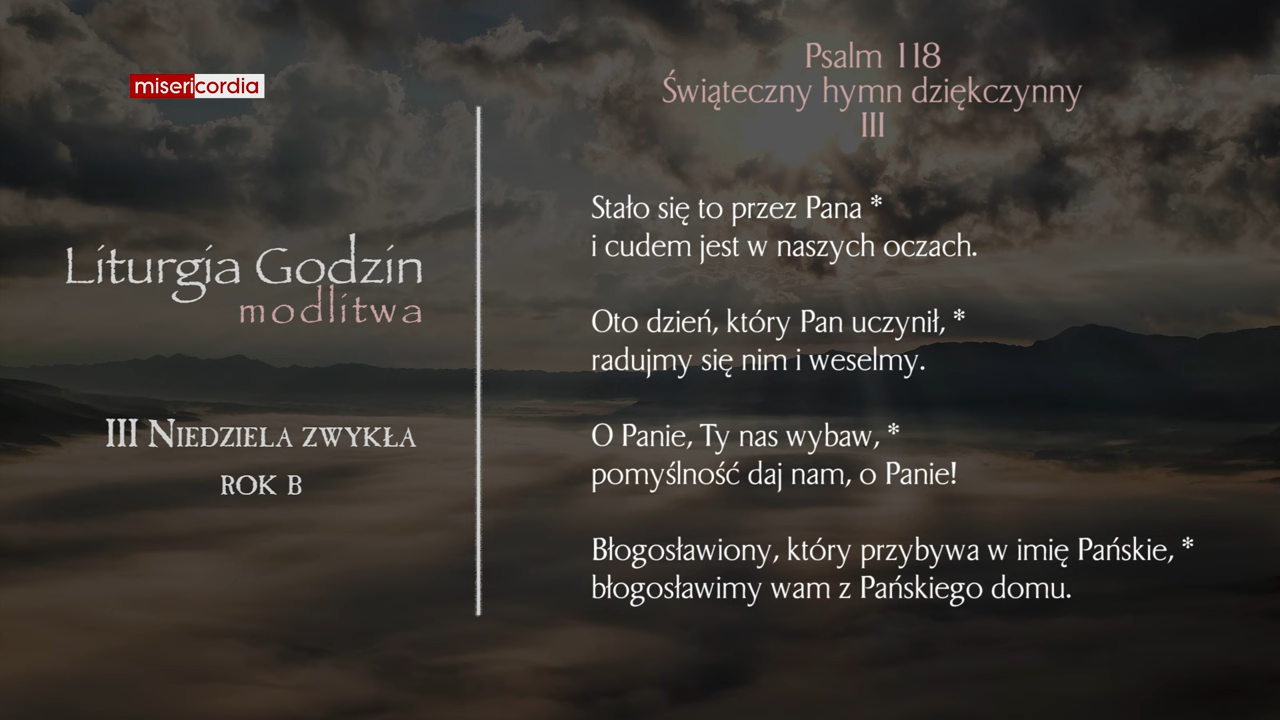 misericordia
Liturgia Godzin
modlitwa
III Niedziela zwykła
rok B
Psalm 118
Świąteczny hymn dziękczynny
III
Stało się to przez Pana *
i cudem jest w naszych oczach.
Oto dzień, który Pan uczynił, *
radujmy się nim i weselmy.
O Panie, Ty nas wybaw, *
pomyślność daj nam, o Panie!
Błogosławiony, który przybywa w imię Pańskie, *
błogosławimy wam z Pańskiego domu.